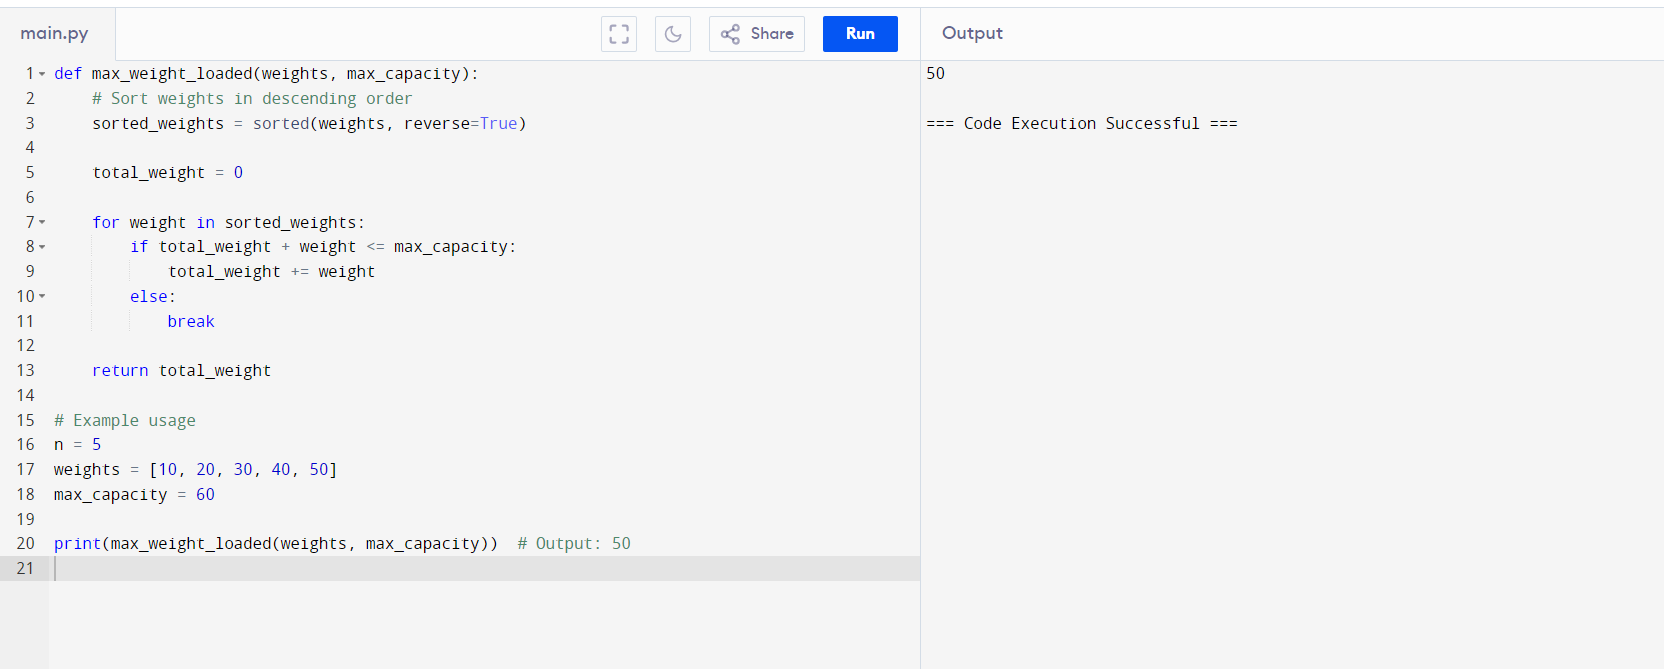 main.py
Share
Run
Output
1 def max_weight_loaded(weights, max_capacity):
2     # Sort weights in descending order
3     sorted_weights = sorted(weights, reverse=True)
4
5     total_weight = 0
6
7     for weight in sorted_weights:
8         if total_weight + weight <= max_capacity:
9             total_weight += weight
10         else:
11             break
12
13     return total_weight
14
15 # Example usage
16 n = 5
17 weights = [10, 20, 30, 40, 50]
18 max_capacity = 60
19
20 print(max_weight_loaded(weights, max_capacity))  # Output: 50
21
50
=== Code Execution Successful ===